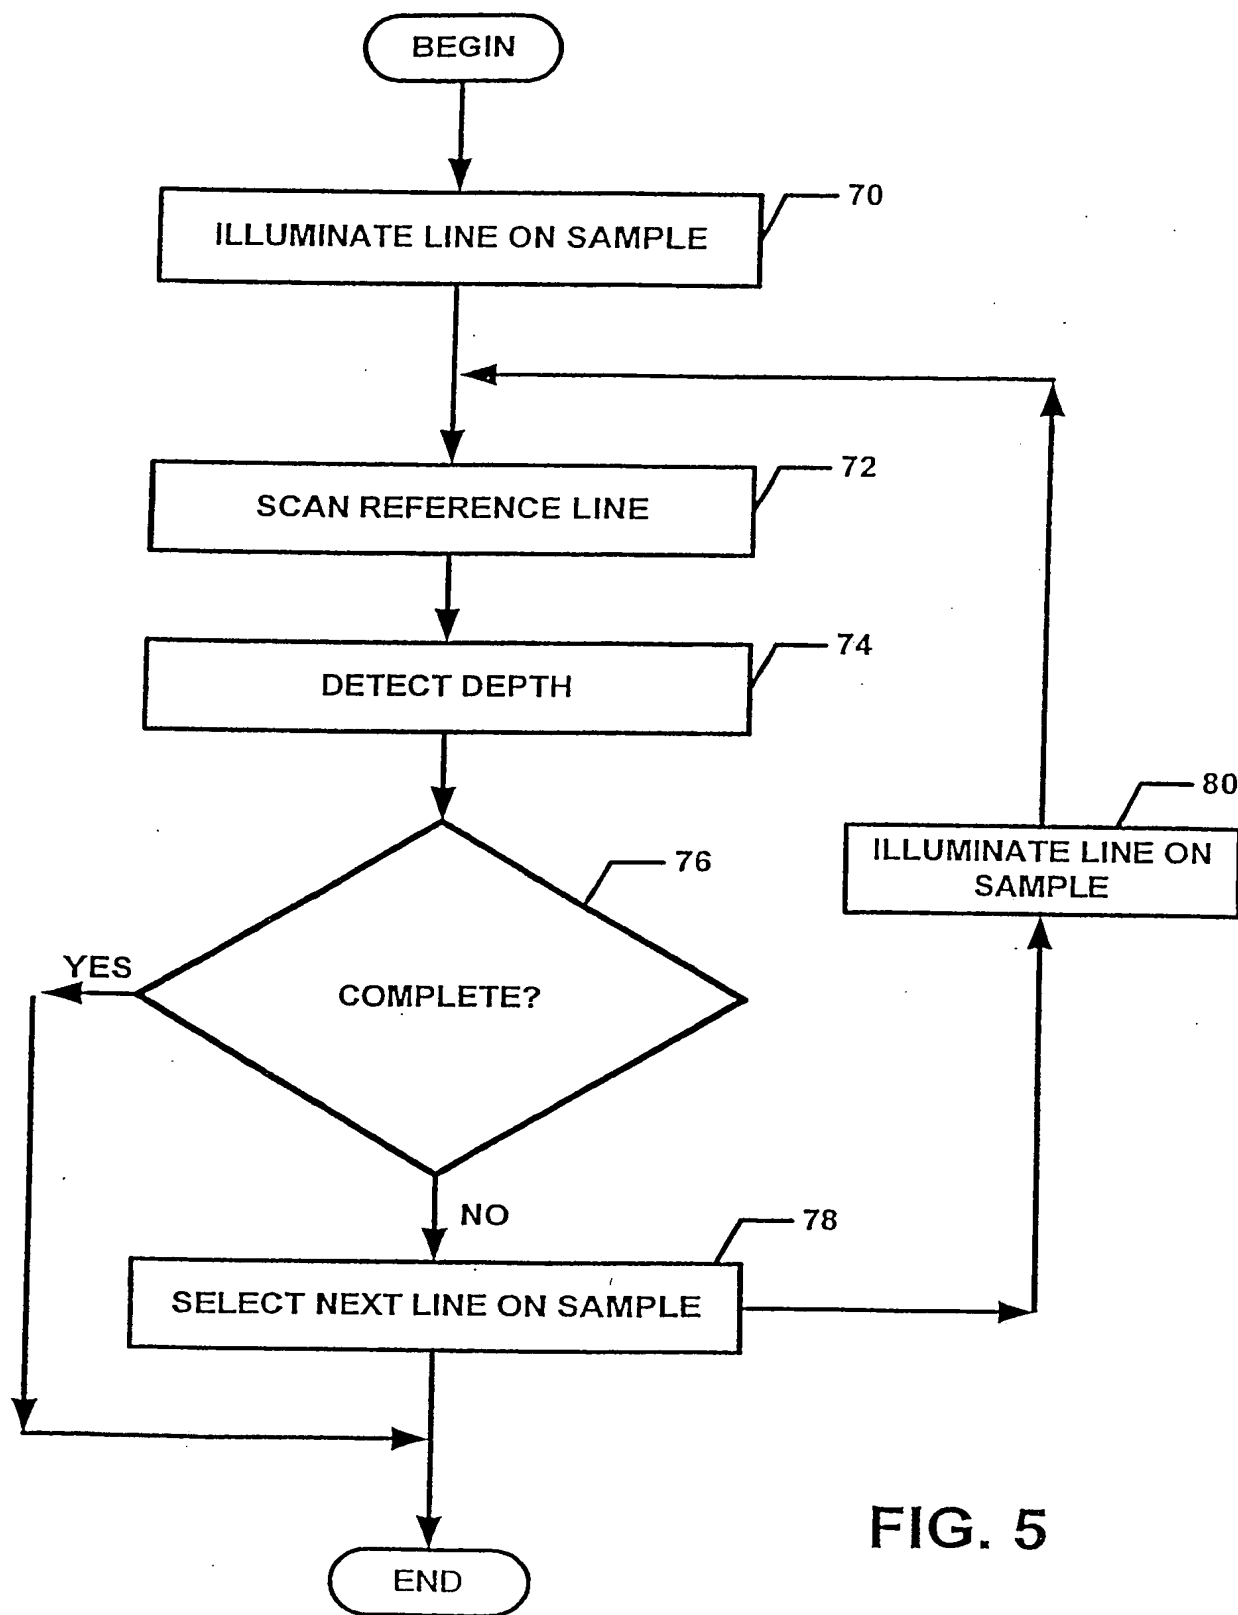 BEGIN
70
ILLUMINATE LINE ON SAMPLE
72
SCAN REFERENCE LINE
74
DETECT DEPTH
80
ILLUMINATE LINE ON
SAMPLE
76
YES
COMPLETE?
NO
78
SELECT NEXT LINE ON SAMPLE
FIG. 5
END